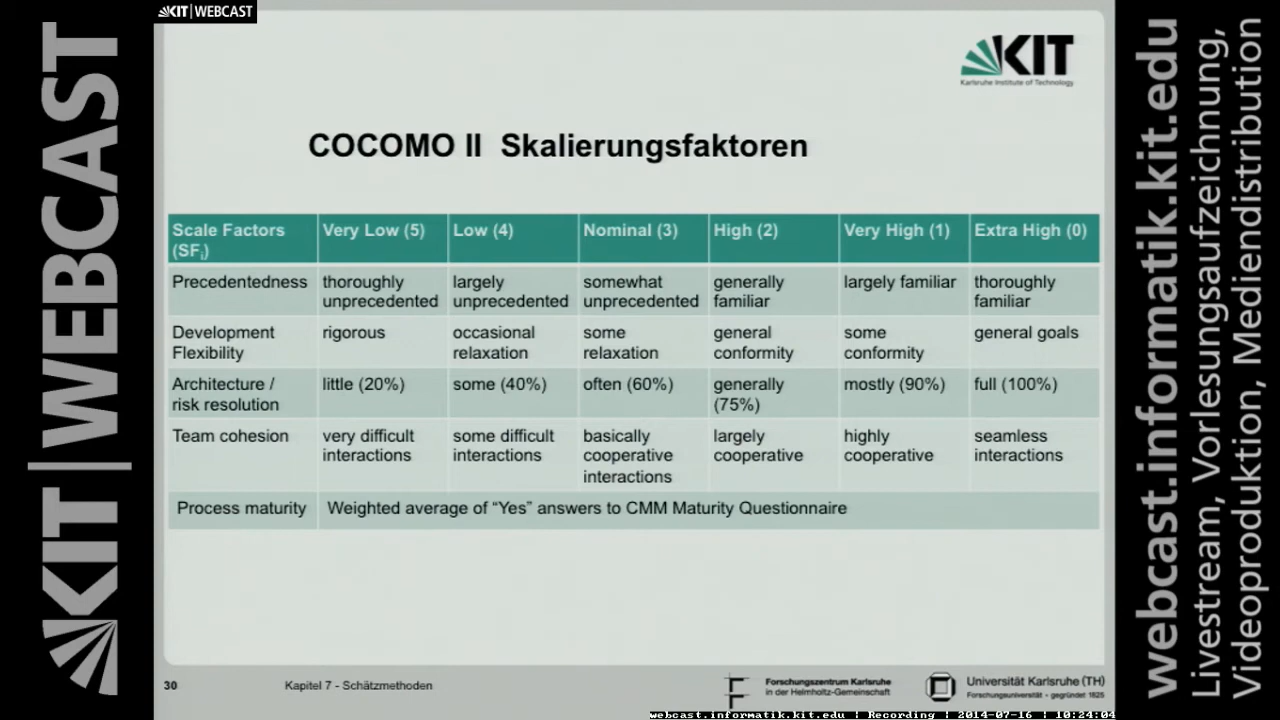 KIT | WEBCAST
KIT|WEBCAST
KIT
Karlsruhe Institute of Technology
COCOMO II Skalierungsfaktoren
Scale Factors (SFi) Very Low (5) Low (4) Nominal (3) High (2) Very High (1) Extra High (0)
Precedentedness thoroughly unprecedented largely unprecedented somewhat unprecedented generally familiar largely familiar thoroughly familiar
Development Flexibility rigorous occasional relaxation some relaxation general conformity some conformity general goals
Architecture / risk resolution little (20%) some (40%) often (60%) generally (75%) mostly (90%) full (100%)
Team cohesion very difficult interactions some difficult interactions basically cooperative interactions largely cooperative highly cooperative seamless interactions
Process maturity Weighted average of “Yes” answers to CMM Maturity Questionnaire
30 Kapitel 7 - Schätzmethoden
Forschungszentrum Karlsruhe
in der Helmholtz-Gemeinschaft
Universität Karlsruhe (TH)
Forschungsuniversität - gegründet 1825
webcast.informatik.kit.edu | Recording | 2014-07-16 | 10:24:04
webcast.informatik.kit.edu
Livestream, Vorlesungsaufzeichnung,
Videoproduktion, Mediendistribution